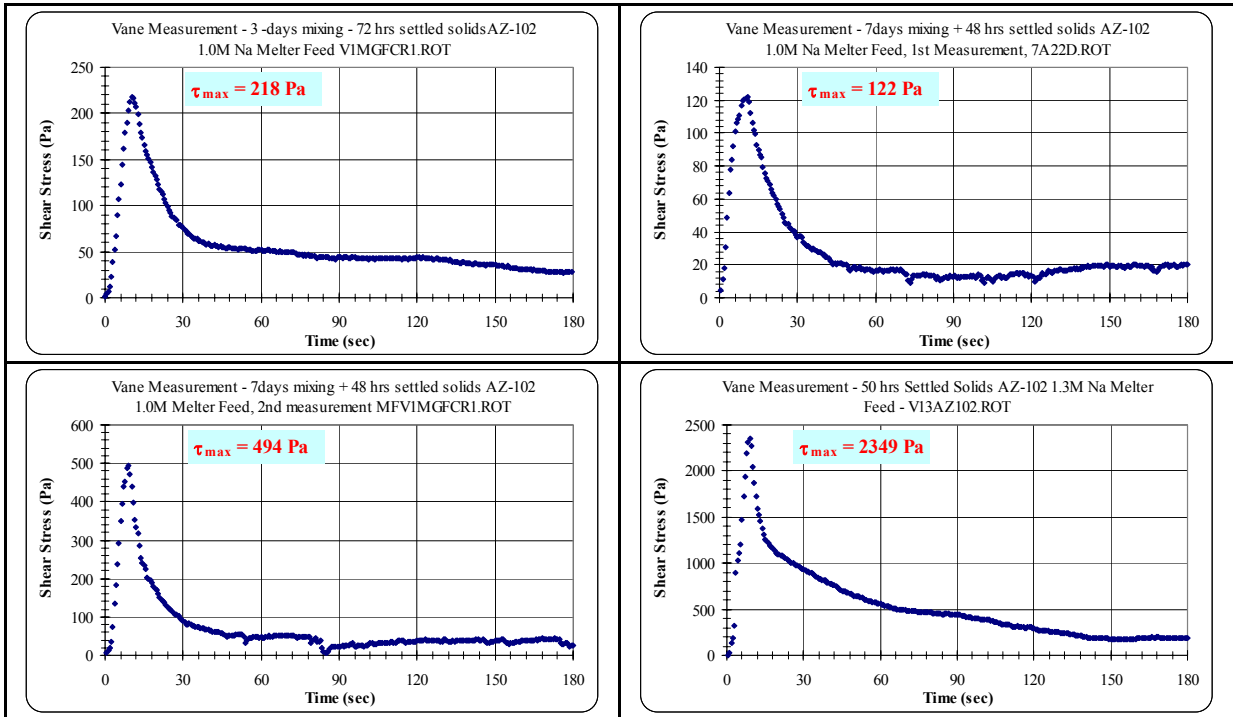 Vane Measurement - 3 -days mixing - 72 hrs settled solidsAZ-102
1.0M Na Melter Feed V1MGFCR1.ROT
τmax = 218 Pa
Shear Stress (Pa)
250
200
150
100
50
0
0 30 60 90 120 150 180
Time (sec)
Vane Measurement - 7days mixing + 48 hrs settled solids AZ-102
1.0M Na Melter Feed, 1st Measurement, 7A22D.ROT
τmax = 122 Pa
Shear Stress (Pa)
140
120
100
80
60
40
20
0
0 30 60 90 120 150 180
Time (sec)
Vane Measurement - 7days mixing + 48 hrs settled solids AZ-102
1.0M Melter Feed, 2nd measurement MFV1MGFCR1.ROT
τmax = 494 Pa
Shear Stress (Pa)
600
500
400
300
200
100
0
0 30 60 90 120 150 180
Time (sec)
Vane Measurement - 50 hrs Settled Solids AZ-102 1.3M Na Melter
Feed - V13AZ102.ROT
τmax = 2349 Pa
Shear Stress (Pa)
2500
2000
1500
1000
500
0
0 30 60 90 120 150 180
Time (sec)